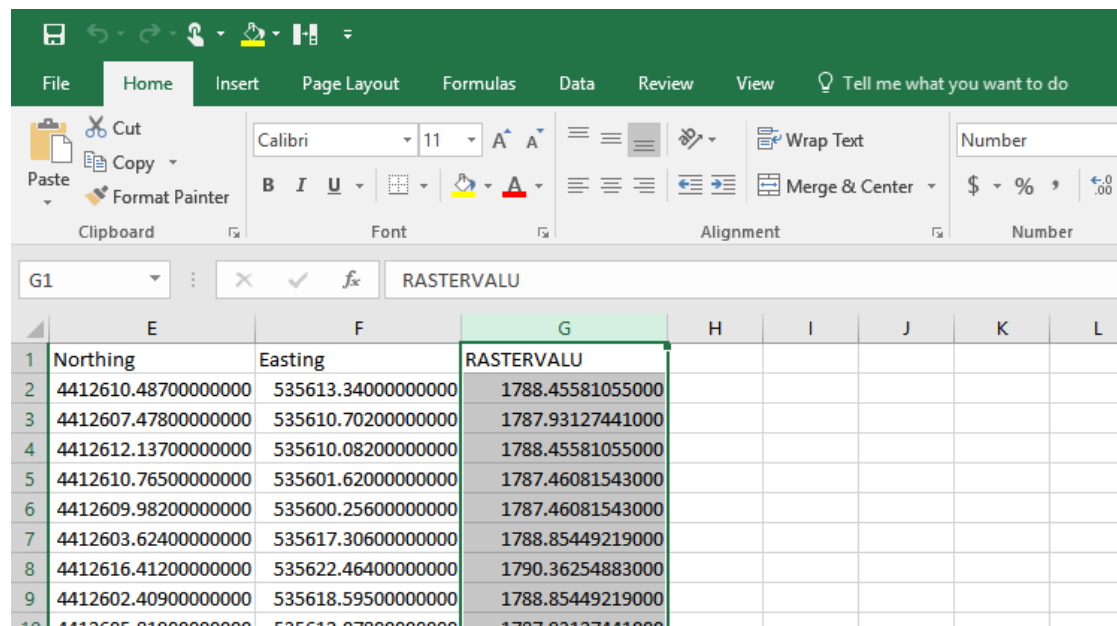 File Home Insert Page Layout Formulas Data Review View Tell me what you want to do
Cut
Calibri 11 A A Wrap Text Number
Copy
Paste
B I U A Merge & Center $ % , .0 .00
Format Painter
Clipboard Font Alignment Number
G1 fx RASTERVALU
E F G H I J K L
1 Northing Easting RASTERVALU
2 4412610.48700000000 535613.34000000000 1788.45581055000
3 4412607.47800000000 535610.70200000000 1787.93127441000
4 4412612.13700000000 535610.08200000000 1788.45581055000
5 4412610.76500000000 535601.62000000000 1787.46081543000
6 4412609.98200000000 535600.25600000000 1787.46081543000
7 4412603.62400000000 535617.30600000000 1788.85449219000
8 4412616.41200000000 535622.46400000000 1790.36254883000
9 4412602.40900000000 535618.59500000000 1788.85449219000